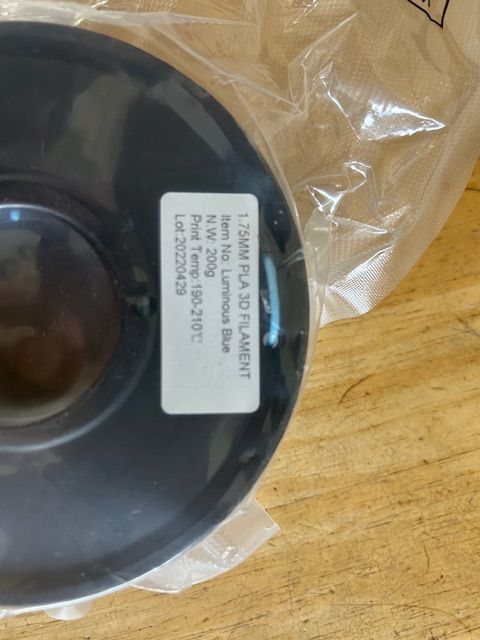 1.75MM PLA 3D FILAMENT
Item No: Luminous Blue
N.W: 200g
Print Temp:190-210℃
Lot:20220429